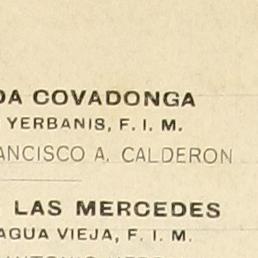 DA COVADONGA
YERBANIS, F. I. M.
ANCISCO A. CALDERON
LAS MERCEDES
AGUA VIEJA, F. I. M.